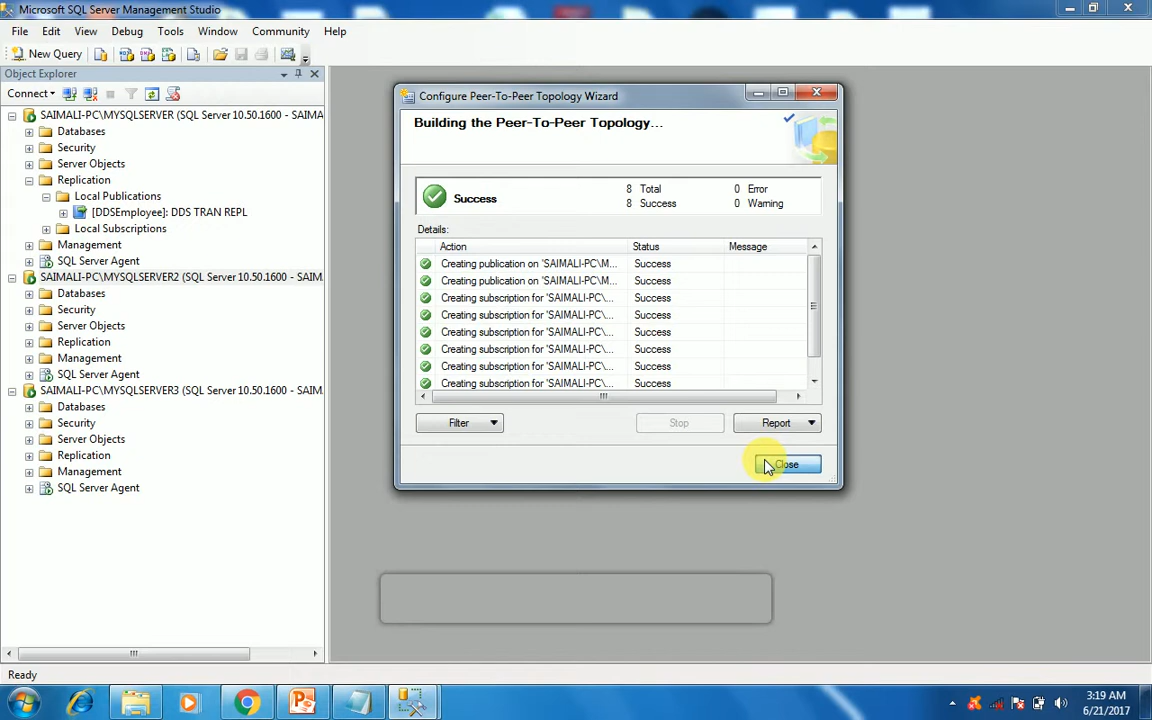 Microsoft SQL Server Management Studio
File Edit View Debug Tools Window Community Help
New Query
Object Explorer
Connect
SAIMALI-PC\MYSQLSERVER (SQL Server 10.50.1600 - SAIMA
Databases
Security
Server Objects
Replication
Local Publications
[DDSEmployee]: DDS TRAN REPL
Local Subscriptions
Management
SQL Server Agent
SAIMALI-PC\MYSQLSERVER2 (SQL Server 10.50.1600 - SAIM
Databases
Security
Server Objects
Replication
Management
SQL Server Agent
SAIMALI-PC\MYSQLSERVER3 (SQL Server 10.50.1600 - SAIM
Databases
Security
Server Objects
Replication
Management
SQL Server Agent
Configure Peer-To-Peer Topology Wizard
Building the Peer-To-Peer Topology...
Success
8 Total 0 Error
8 Success 0 Warning
Details:
Action Status Message
Creating publication on 'SAIMALI-PC\M... Success
Creating publication on 'SAIMALI-PC\M... Success
Creating subscription for 'SAIMALI-PC\... Success
Creating subscription for 'SAIMALI-PC\... Success
Creating subscription for 'SAIMALI-PC\... Success
Creating subscription for 'SAIMALI-PC\... Success
Creating subscription for 'SAIMALI-PC\... Success
Creating subscription for 'SAIMALI-PC\... Success
Filter Stop Report
Close
Ready
3:19 AM
6/21/2017